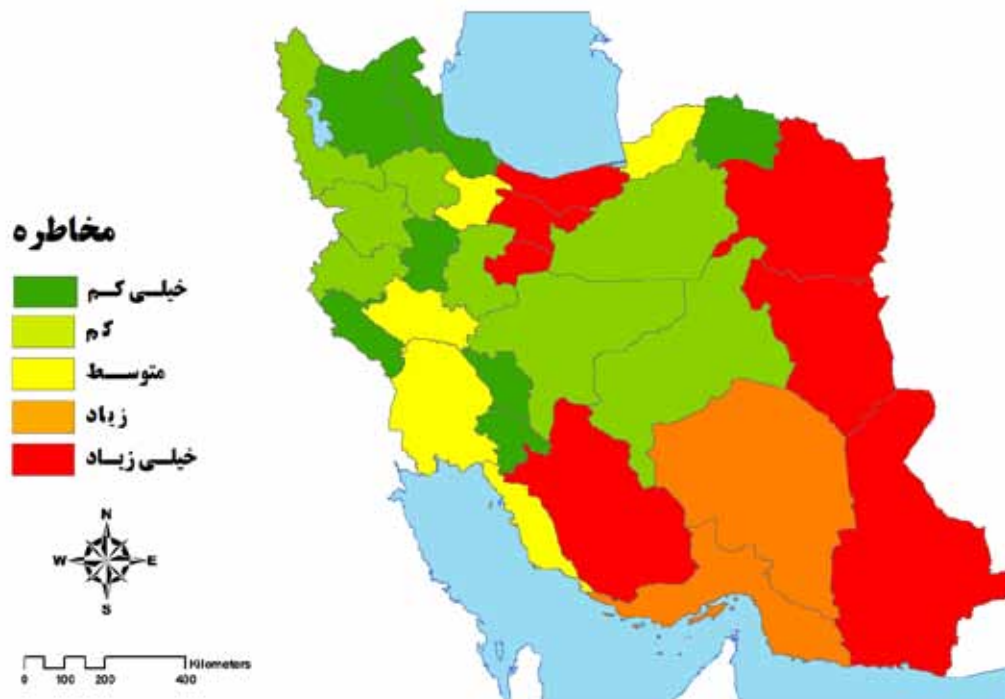 مخاطره
خیلی کم
کم
متوسط
زیاد
خیلی زیاد
N
W E
S
Kilometers
0 100 200 400